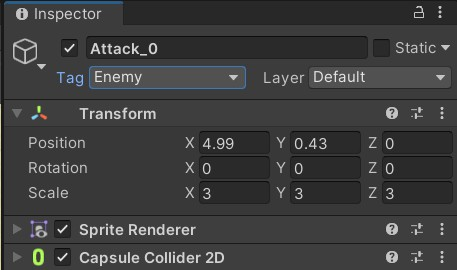 Inspector
Attack_0 Static
Tag Enemy Layer Default
Transform
Position X 4.99 Y 0.43 Z 0
Rotation X 0 Y 0 Z 0
Scale X 3 Y 3 Z 3
Sprite Renderer
Capsule Collider 2D